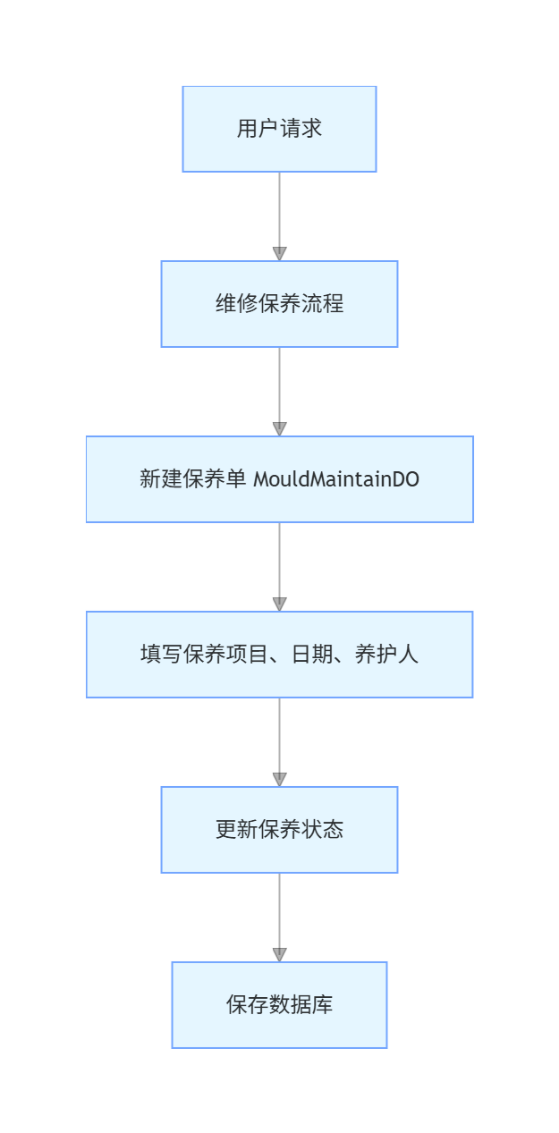 用户请求
维修保养流程
新建保养单 MouldMaintainDO
填写保养项目、日期、养护人
更新保养状态
保存数据库